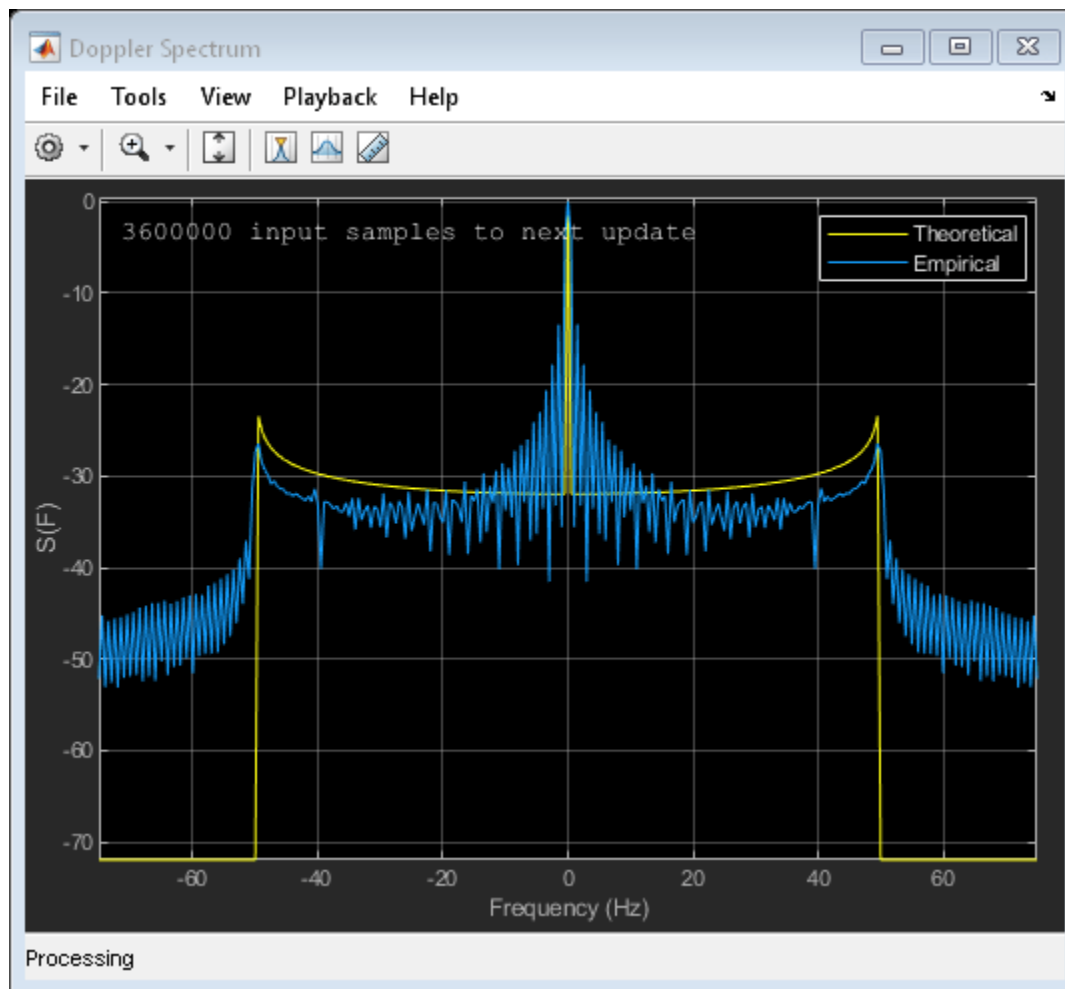 Doppler Spectrum
File Tools View Playback Help
3600000 input samples to next update
Theoretical
Empirical
0
-10
-20
-30
-40
-50
-60
-70
S(F)
-60 -40 -20 0 20 40 60
Frequency (Hz)
Processing